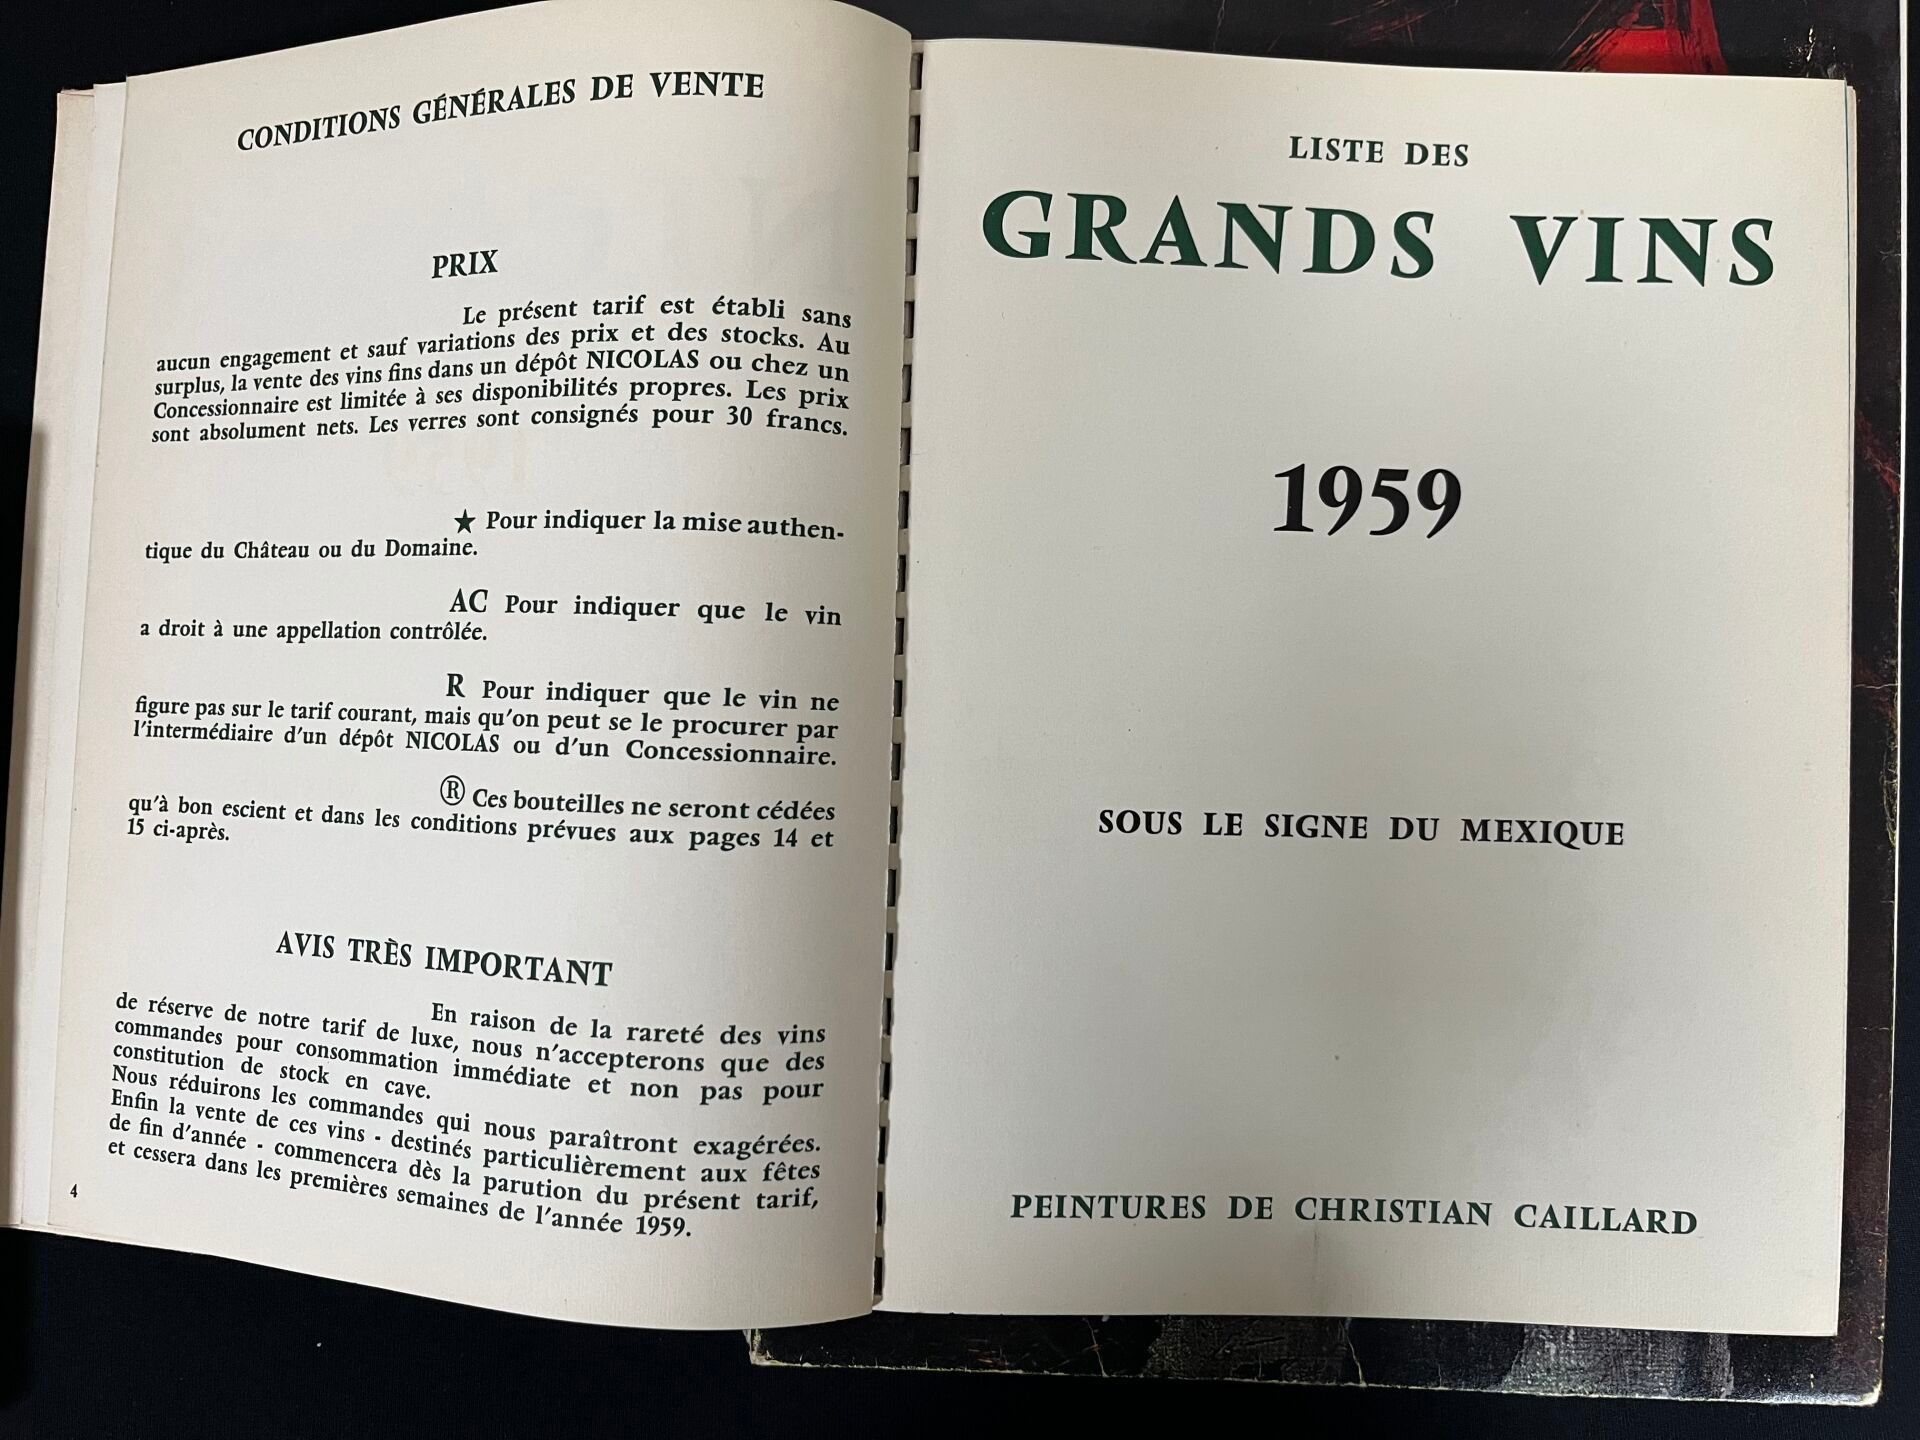 CONDITIONS GÉNÉRALES DE VENTE
PRIX
Le présent tarif est établi sans
aucun engagement et sauf variations des prix et des stocks. Au
surplus, la vente des vins fins dans un dépôt NICOLAS ou chez un
Concessionnaire est limitée à ses disponibilités propres. Les prix
sont absolument nets. Les verres sont consignés pour 30 francs.
★ Pour indiquer la mise authen-
tique du Château ou du Domaine.
AC Pour indiquer que le vin
a droit à une appellation contrôlée.
R Pour indiquer que le vin ne
figure pas sur le tarif courant, mais qu'on peut se le procurer par
l'intermédiaire d'un dépôt NICOLAS ou d'un Concessionnaire.
® Ces bouteilles ne seront cédées
qu'à bon escient et dans les conditions prévues aux pages 14 et
15 ci-après.
AVIS TRÈS IMPORTANT
En raison de la rareté des vins
de réserve de notre tarif de luxe, nous n'accepterons que des
commandes pour consommation immédiate et non pas pour
constitution de stock en cave.
Nous réduirons les commandes qui nous paraîtront exagérées.
Enfin la vente de ces vins - destinés particulièrement aux fêtes
de fin d'année - commencera dès la parution du présent tarif,
et cessera dans les premières semaines de l'année 1959.
4
LISTE DES
GRANDS VINS
1959
SOUS LE SIGNE DU MEXIQUE
PEINTURES DE CHRISTIAN CAILLARD